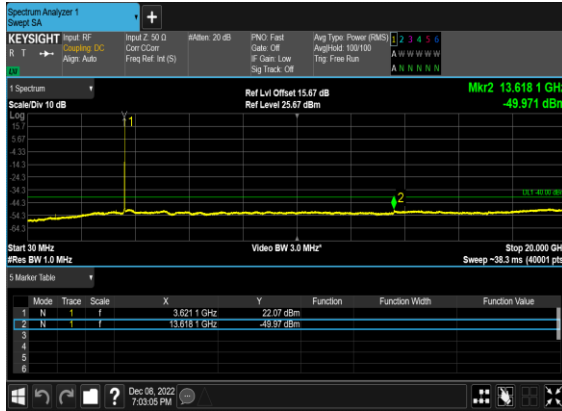 Spectrum Analyzer 1
Swept SA
+
KEYSIGHT Input: RF Input Z: 50 Ω #Atten: 20 dB PNO: Fast Avg Type: Power (RMS) 1 2 3 4 5 6
R T Coupling: DC Corr CCorr Gate: Off Avg|Hold: 100/100 A W W W W W
Align: Auto Freq Ref: Int (S) IF Gain: Low Trig: Free Run
Sig Track: Off A N N N N N
LU
1 Spectrum Ref Lvl Offset 15.67 dB Mkr2 13.618 1 GHz
Scale/Div 10 dB Ref Level 25.67 dBm -49.971 dBm
Log
15.7
5.67
-4.33
-14.3
-24.3
-34.3
-44.3
-54.3
-64.3
1
2
DL1 -40.00 dBm
Start 30 MHz Video BW 3.0 MHz* Stop 20.000 GHz
#Res BW 1.0 MHz Sweep ~38.3 ms (40001 pts)
5 Marker Table
Mode Trace Scale X Y Function Function Width Function Value
1 N 1 f 3.621 1 GHz 22.07 dBm
2 N 1 f 13.618 1 GHz -49.97 dBm
3
4
5
6
? Dec 08, 2022
7:03:05 PM